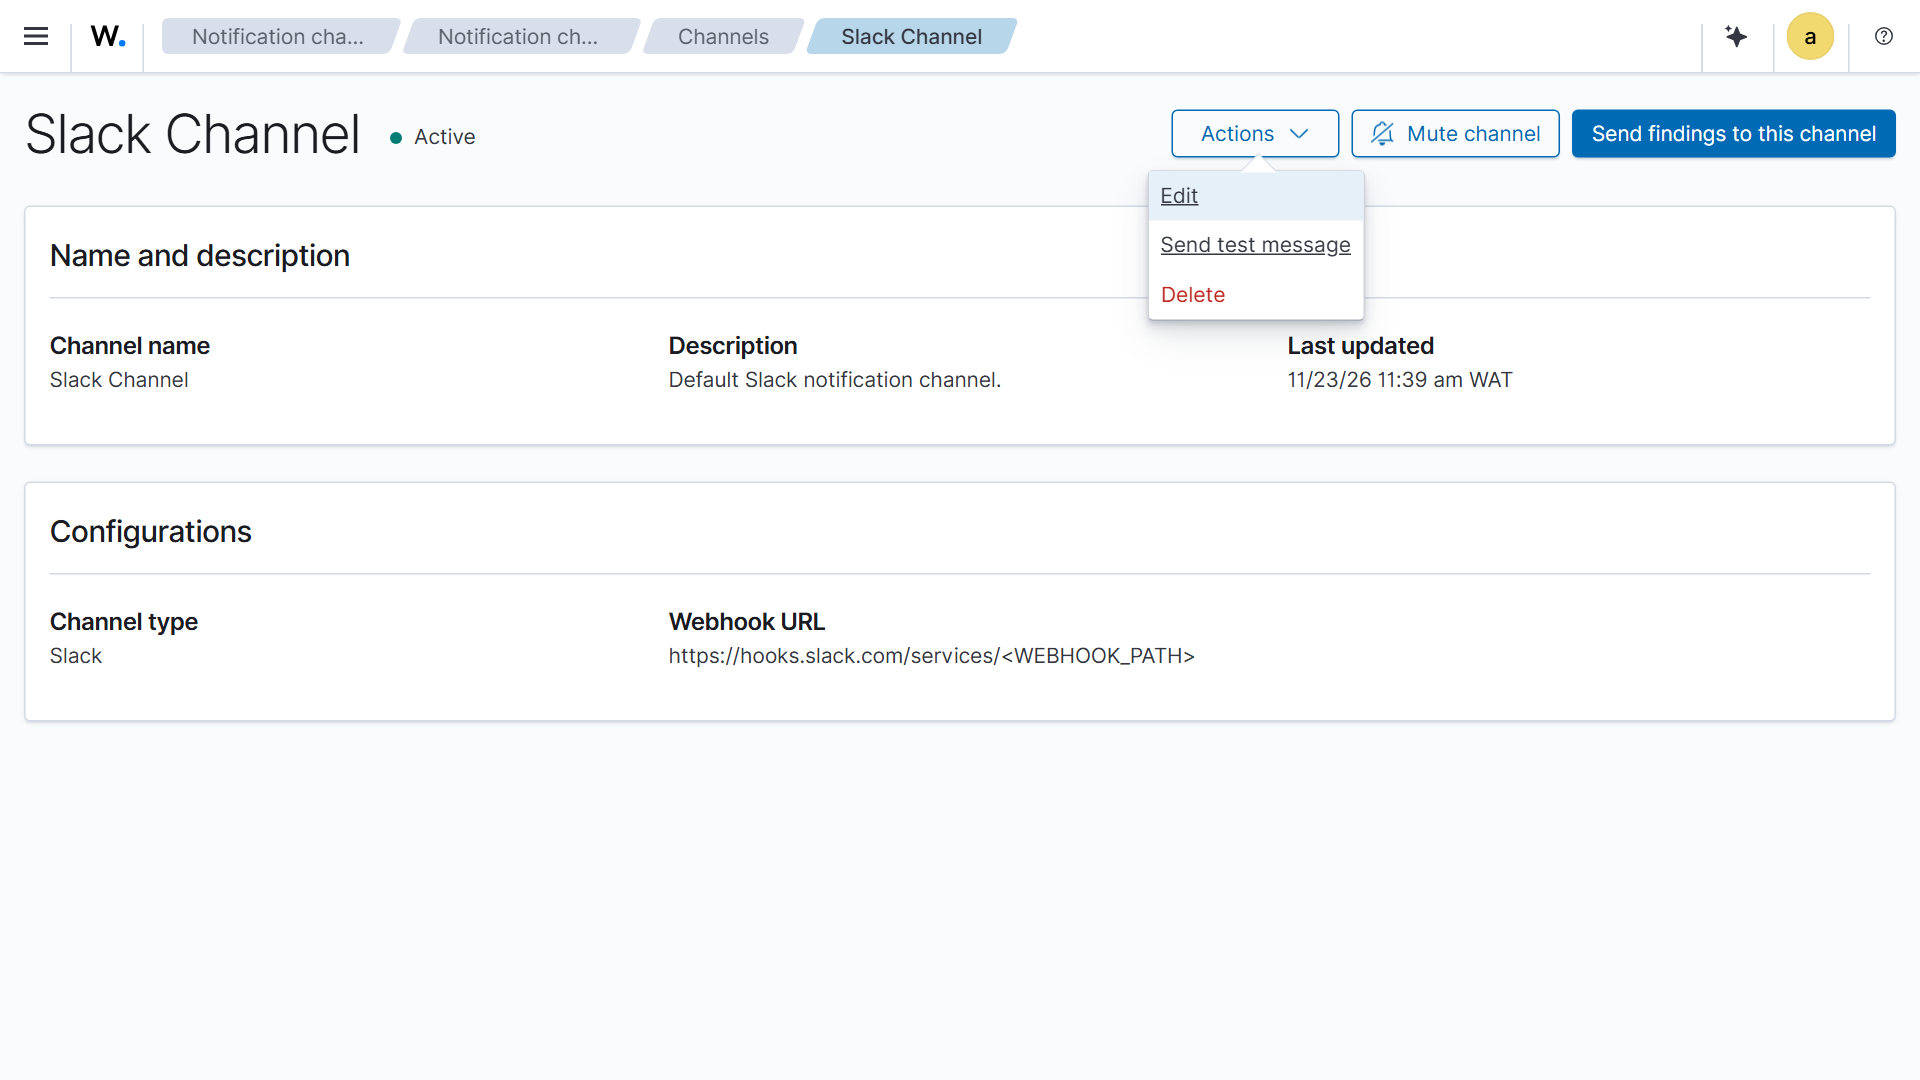 W.
Notification cha...
Notification ch...
Channels
Slack Channel
a
Slack Channel
Active
Actions
Mute channel
Send findings to this channel
Edit
Send test message
Delete
Name and description
Channel name
Slack Channel
Description
Default Slack notification channel.
Last updated
11/23/26 11:39 am WAT
Configurations
Channel type
Slack
Webhook URL
https://hooks.slack.com/services/<WEBHOOK_PATH>